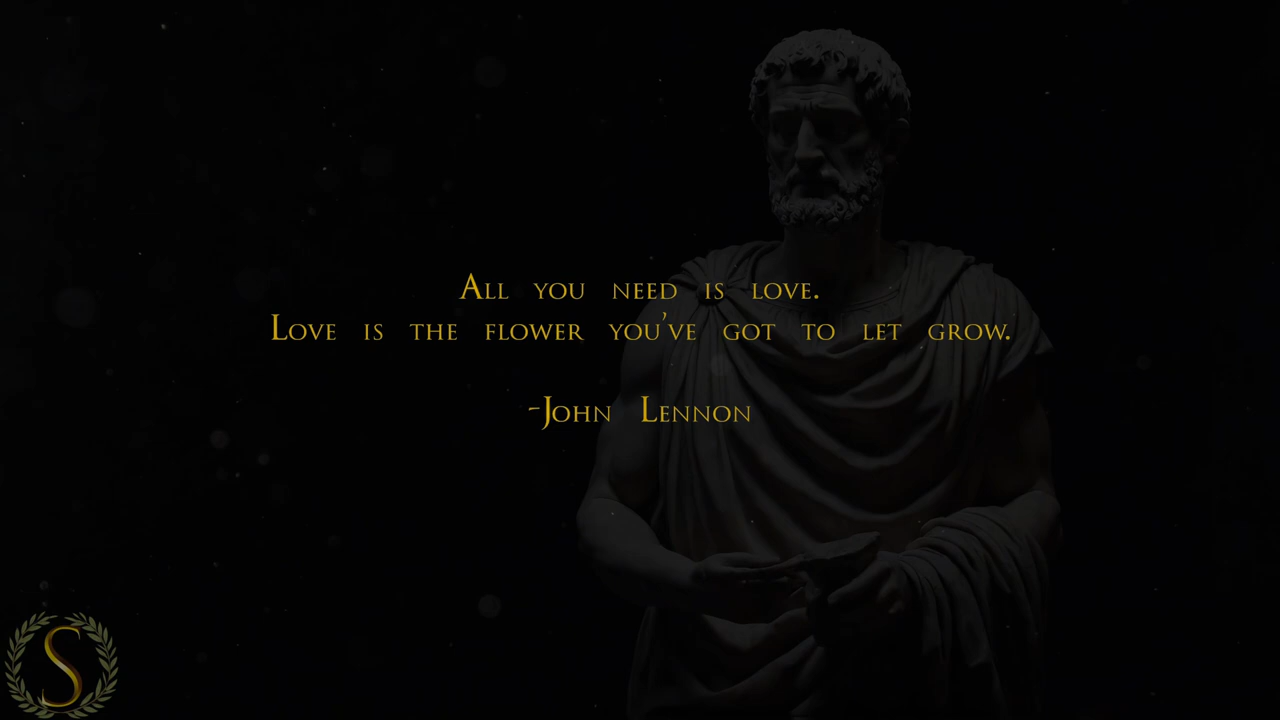 All you need is love.
Love is the flower you've got to let grow.
-John Lennon
S